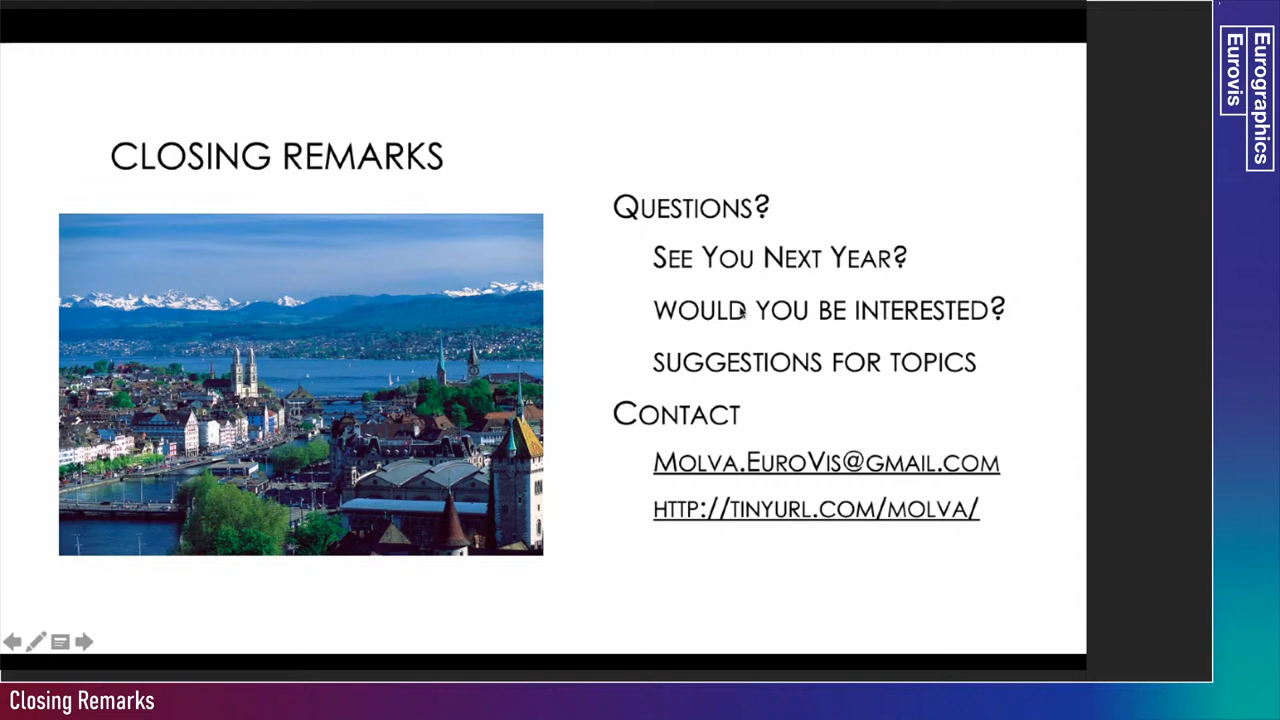 CLOSING REMARKS
QUESTIONS?
SEE YOU NEXT YEAR?
WOULD YOU BE INTERESTED?
SUGGESTIONS FOR TOPICS
CONTACT
MOLVA.EUROVIS@GMAIL.COM
HTTP://TINYURL.COM/MOLVA/
Eurographics
Eurovis
Closing Remarks